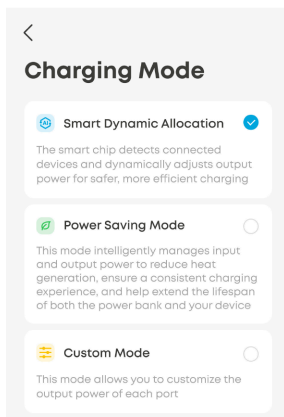 Charging Mode
AI
Smart Dynamic Allocation
The smart chip detects connected
devices and dynamically adjusts output
power for safer, more efficient charging
Power Saving Mode
This mode intelligently manages input
and output power to reduce heat
generation, ensure a consistent charging
experience, and help extend the lifespan
of both the power bank and your device
Custom Mode
This mode allows you to customize the
output power of each port